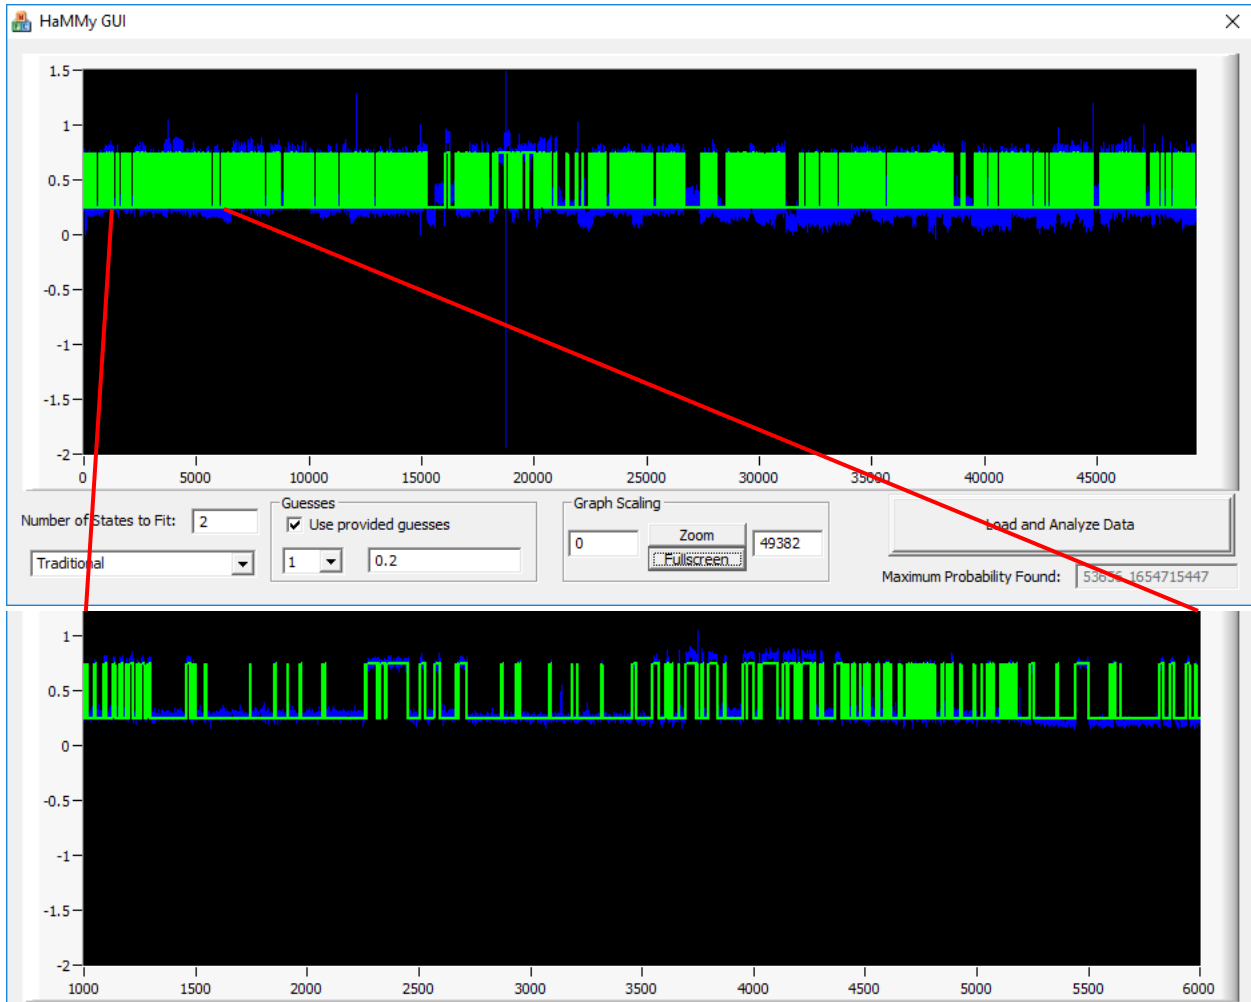 HaMMy GUI
1.5
1
0.5
0
-0.5
-1
-1.5
-2
0 5000 10000 15000 20000 25000 30000 35000 40000 45000
Number of States to Fit: 2
Traditional
Guesses
Use provided guesses
1 0.2
Graph Scaling
0 Zoom 49382
Fullscreen
Load and Analyze Data
Maximum Probability Found: 53656.1654715447
1
0.5
0
-0.5
-1
-1.5
-2
1000 1500 2000 2500 3000 3500 4000 4500 5000 5500 6000